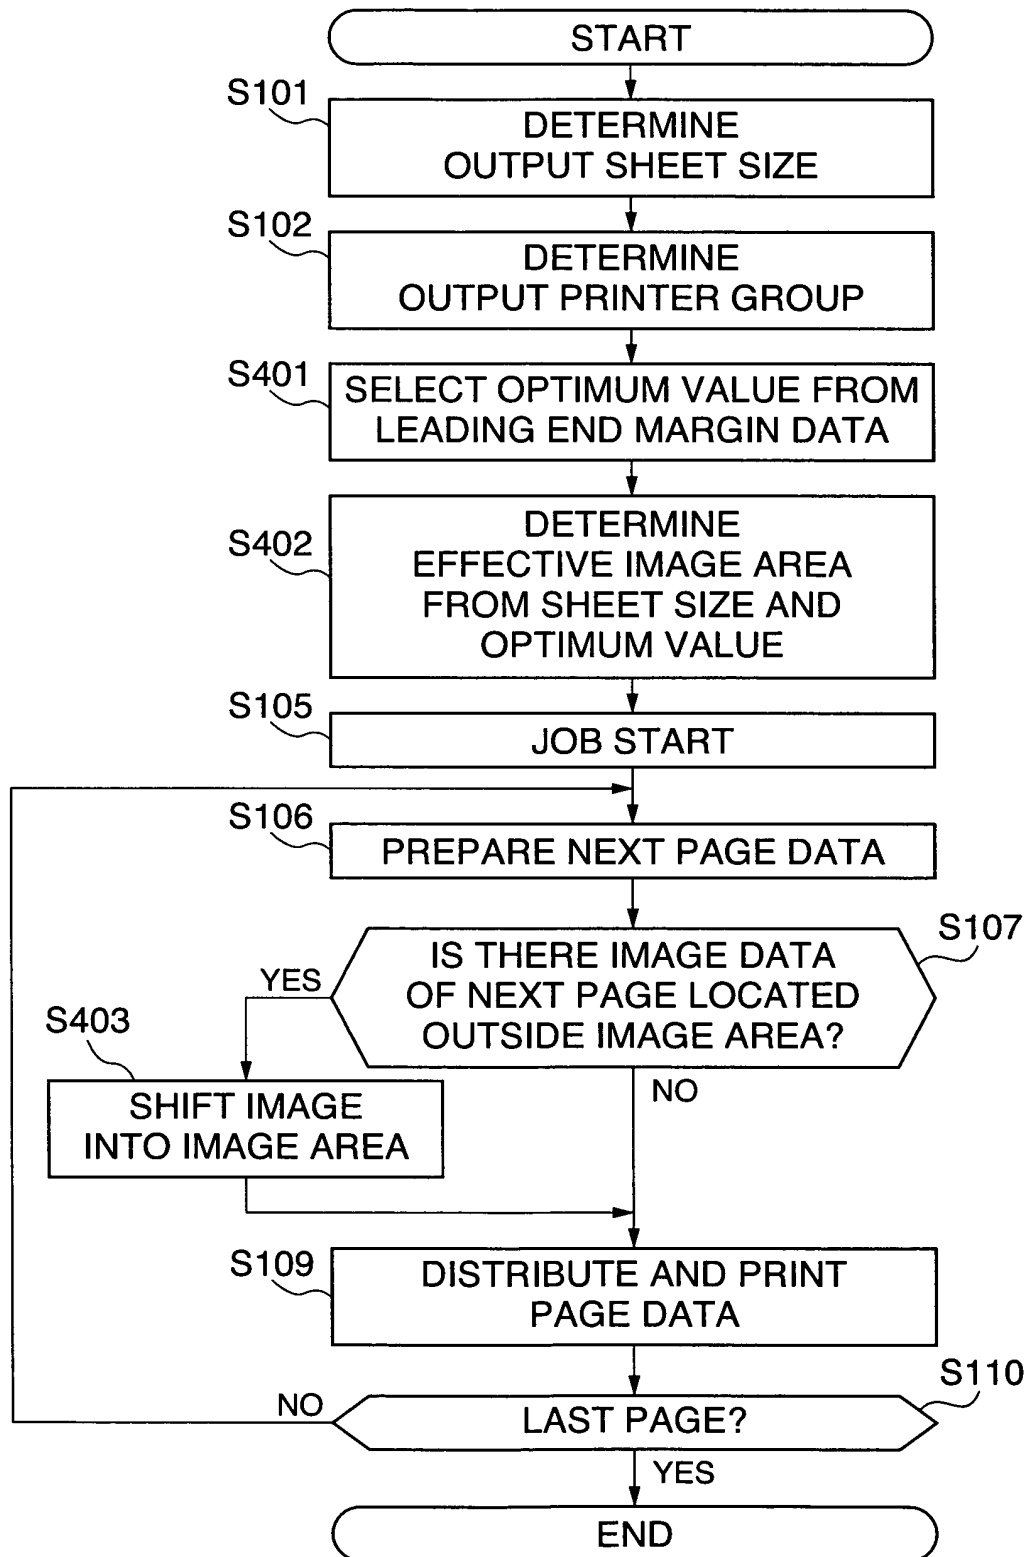 START
S101
DETERMINE
OUTPUT SHEET SIZE
S102
DETERMINE
OUTPUT PRINTER GROUP
S401
SELECT OPTIMUM VALUE FROM
LEADING END MARGIN DATA
S402
DETERMINE
EFFECTIVE IMAGE AREA
FROM SHEET SIZE AND
OPTIMUM VALUE
S105
JOB START
S106
PREPARE NEXT PAGE DATA
S107
IS THERE IMAGE DATA
OF NEXT PAGE LOCATED
OUTSIDE IMAGE AREA?
YES
NO
S403
SHIFT IMAGE
INTO IMAGE AREA
S109
DISTRIBUTE AND PRINT
PAGE DATA
S110
LAST PAGE?
NO
YES
END